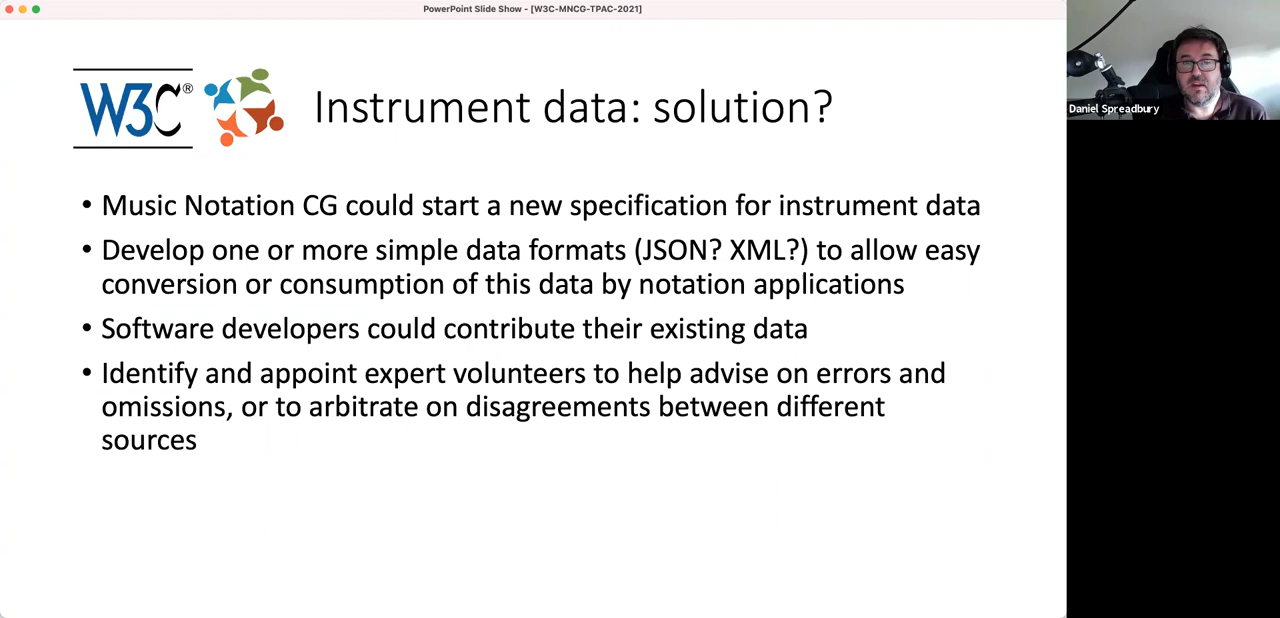 PowerPoint Slide Show - [W3C-MNCG-TPAC-2021]
W3C®
Instrument data: solution?
• Music Notation CG could start a new specification for instrument data
• Develop one or more simple data formats (JSON? XML?) to allow easy
conversion or consumption of this data by notation applications
• Software developers could contribute their existing data
• Identify and appoint expert volunteers to help advise on errors and
omissions, or to arbitrate on disagreements between different
sources
Daniel Spreadbury